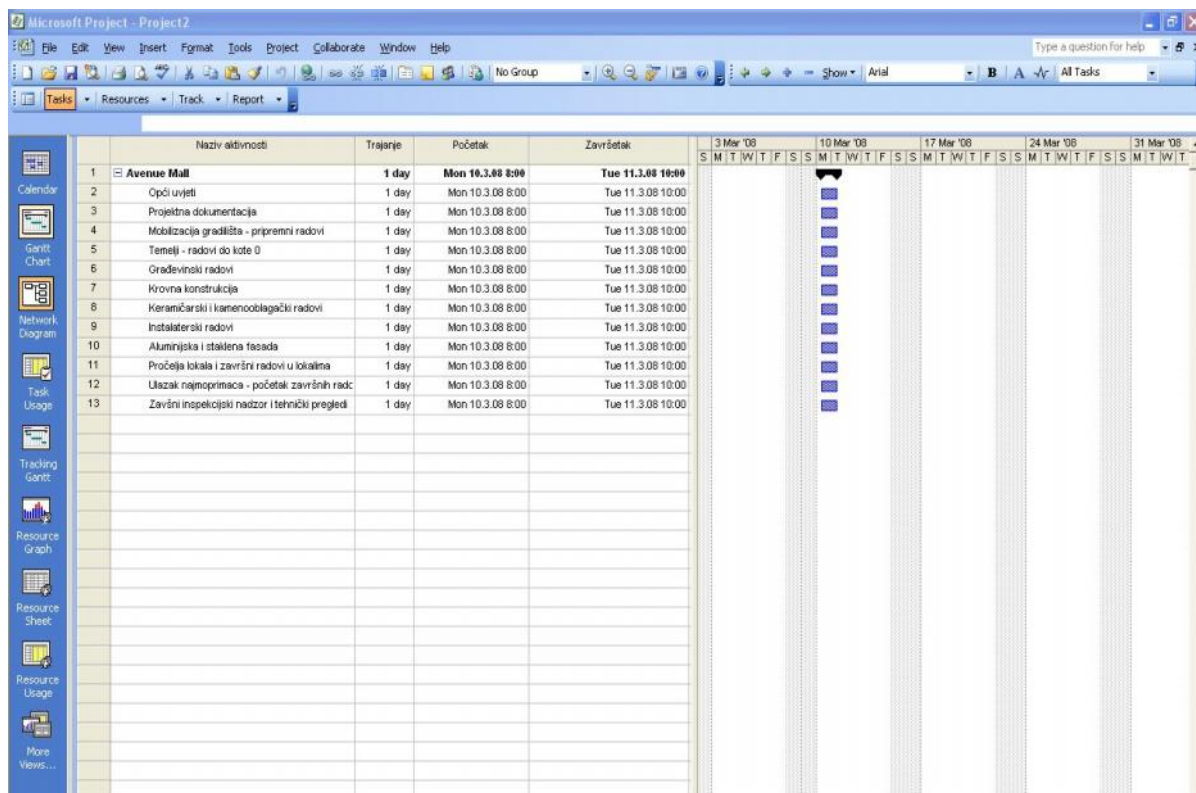 Microsoft Project - Project2
File Edit View Insert Format Tools Project Collaborate Window Help Type a question for help
No Group Show Arial B A All Tasks
Tasks Resources Track Report
Naziv aktivnosti Trajanje Početak Završetak 3 Mar '08 10 Mar '08 17 Mar '08 24 Mar '08 31 Mar '08
S M T W T F S S M T W T F S S M T W T F S S M T W T F S S M T W T
1 Avenue Mall 1 day Mon 10.3.08 8:00 Tue 11.3.08 10:00
2 Opći uvjeti 1 day Mon 10.3.08 8:00 Tue 11.3.08 10:00
3 Projektna dokumentacija 1 day Mon 10.3.08 8:00 Tue 11.3.08 10:00
4 Mobilizacija gradilišta - pripremni radovi 1 day Mon 10.3.08 8:00 Tue 11.3.08 10:00
5 Temelji - radovi do kote 0 1 day Mon 10.3.08 8:00 Tue 11.3.08 10:00
6 Građevinski radovi 1 day Mon 10.3.08 8:00 Tue 11.3.08 10:00
7 Krovna konstrukcija 1 day Mon 10.3.08 8:00 Tue 11.3.08 10:00
8 Keramičarski i kamenooblagački radovi 1 day Mon 10.3.08 8:00 Tue 11.3.08 10:00
9 Instalaterski radovi 1 day Mon 10.3.08 8:00 Tue 11.3.08 10:00
10 Aluminijska i staklena fasada 1 day Mon 10.3.08 8:00 Tue 11.3.08 10:00
11 Pročelja lokala i završni radovi u lokalima 1 day Mon 10.3.08 8:00 Tue 11.3.08 10:00
12 Ulazak najmoprimaca - početak završnih radc 1 day Mon 10.3.08 8:00 Tue 11.3.08 10:00
13 Zavšni inspekcijski nadzor i tehnički pregledi 1 day Mon 10.3.08 8:00 Tue 11.3.08 10:00
Calendar
Gantt
Chart
Network
Diagram
Task
Usage
Tracking
Gantt
Resource
Graph
Resource
Sheet
Resource
Usage
More
Views...